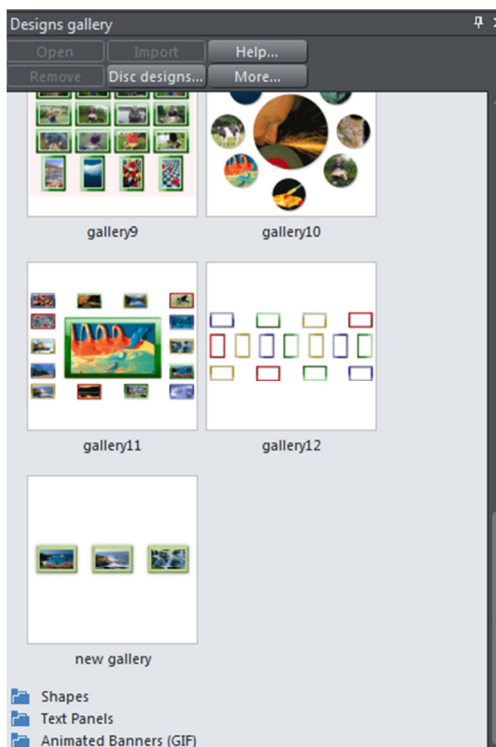 Designs gallery
Open Import Help...
Remove Disc designs... More...
gallery9 gallery10
gallery11 gallery12
new gallery
Shapes
Text Panels
Animated Banners (GIF)